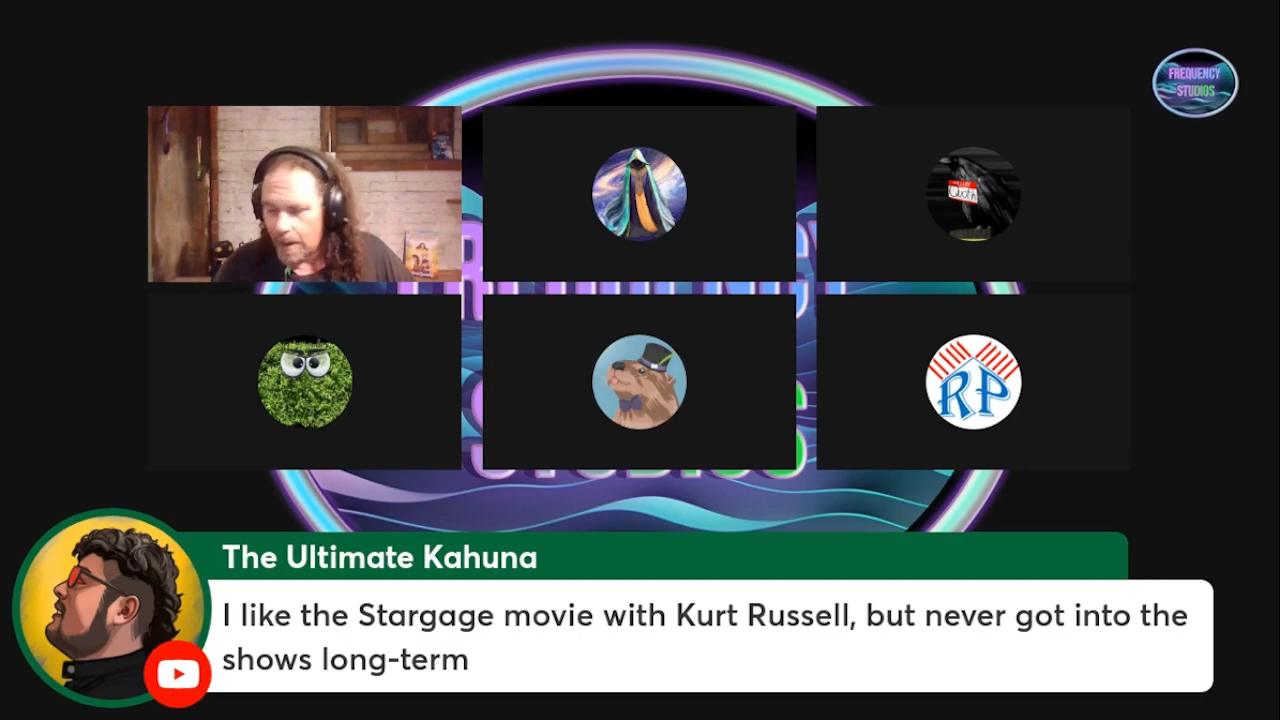 FREQUENCY
STUDIOS
Quoth
RP
The Ultimate Kahuna
I like the Stargage movie with Kurt Russell, but never got into the
shows long-term